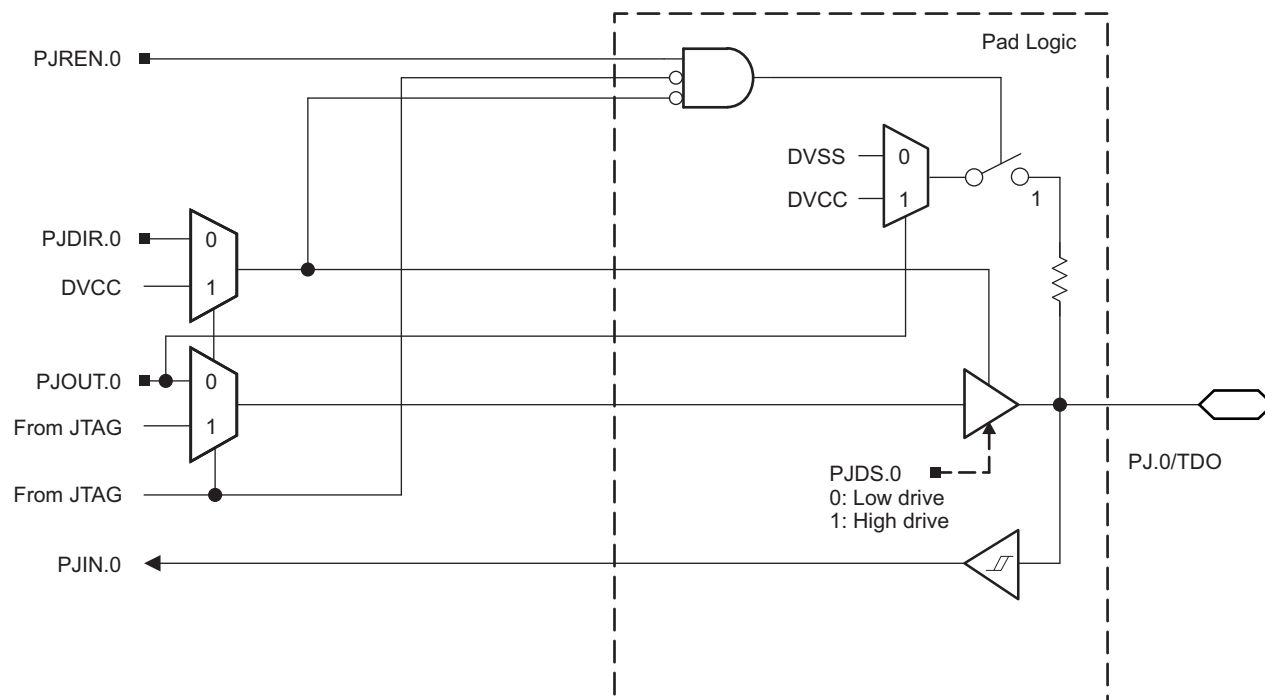 Pad Logic
PJREN.0
DVSS
0
DVCC
1
1
PJDIR.0
0
DVCC
1
PJOUT.0
0
From JTAG
1
From JTAG
PJDS.0
0: Low drive
1: High drive
PJ.0/TDO
PJIN.0